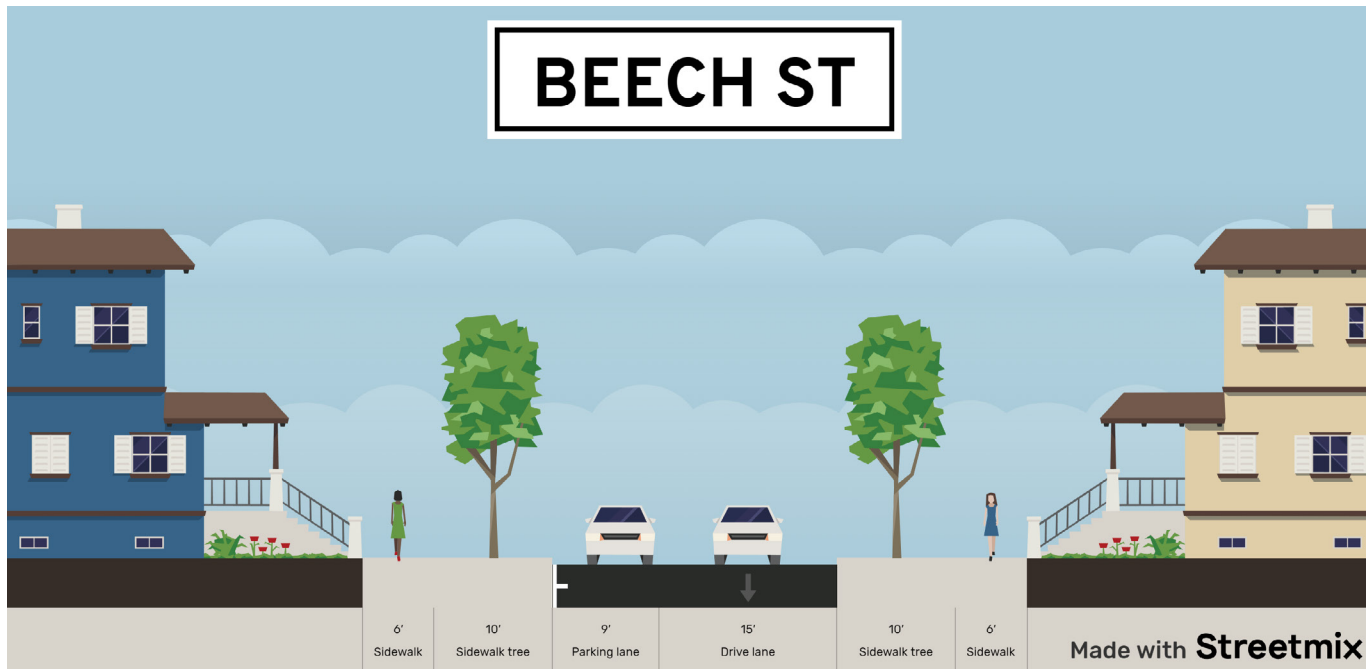 BEECH ST
6' 10' 9' 15' 10' 6'
Sidewalk Sidewalk tree Parking lane Drive lane Sidewalk tree Sidewalk
Made with Streetmix